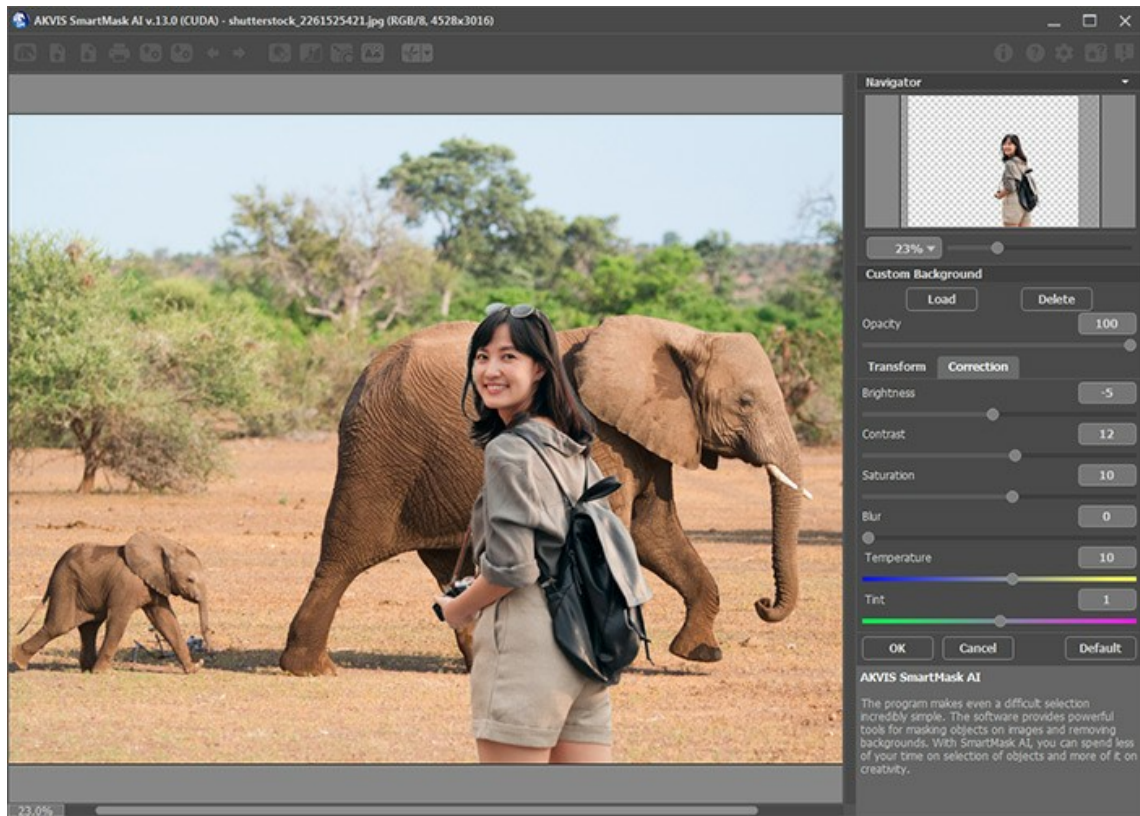 AKVIS SmartMask AI v.13.0 (CUDA) - shutterstock_2261525421.jpg (RGB/8, 4528x3016)
Navigator
23%
Custom Background
Load Delete
Opacity 100
Transform Correction
Brightness -5
Contrast 12
Saturation 10
Blur 0
Temperature 10
Tint 1
OK Cancel Default
AKVIS SmartMask AI
The program makes even a difficult selection
incredibly simple. The software provides powerful
tools for masking objects on images and removing
backgrounds. With SmartMask AI, you can spend less
of your time on selection of objects and more of it on
creativity.
23.0%